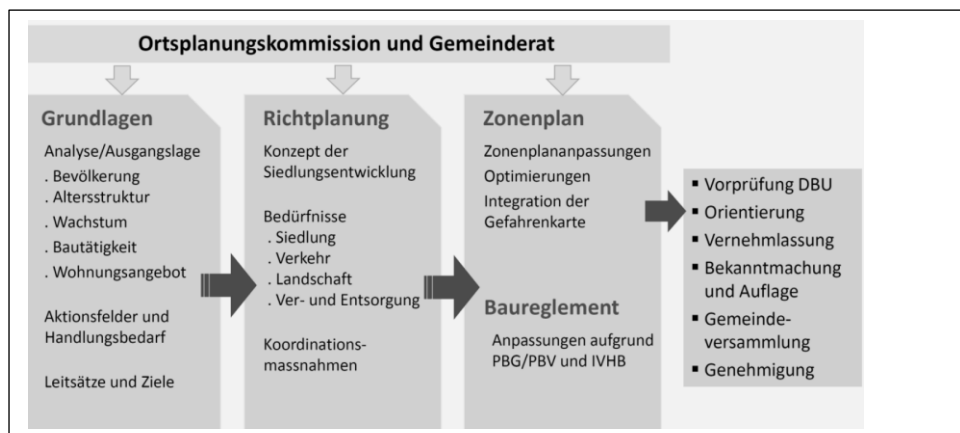 Ortsplanungskommission und Gemeinderat
Grundlagen
Analyse/Ausgangslage
. Bevölkerung
. Altersstruktur
. Wachstum
. Bautätigkeit
. Wohnungsangebot
Aktionsfelder und
Handlungsbedarf
Leitsätze und Ziele
Richtplanung
Konzept der
Siedlungsentwicklung
Bedürfnisse
. Siedlung
. Verkehr
. Landschaft
. Ver- und Entsorgung
Koordinations-
massnahmen
Zonenplan
Zonenplananpassungen
Optimierungen
Integration der
Gefahrenkarte
Baureglement
Anpassungen aufgrund
PBG/PBV und IVHB
▪ Vorprüfung DBU
▪ Orientierung
▪ Vernehmlassung
▪ Bekanntmachung
und Auflage
▪ Gemeinde-
versammlung
▪ Genehmigung